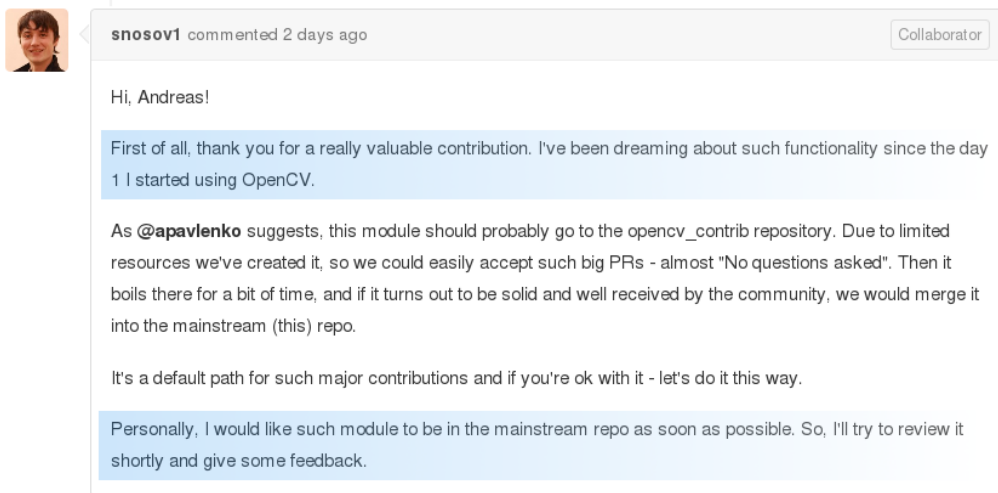 snosov1 commented 2 days ago Collaborator
Hi, Andreas!
First of all, thank you for a really valuable contribution. I've been dreaming about such functionality since the day
1 I started using OpenCV.
As @apavlenko suggests, this module should probably go to the opencv_contrib repository. Due to limited
resources we've created it, so we could easily accept such big PRs - almost "No questions asked". Then it
boils there for a bit of time, and if it turns out to be solid and well received by the community, we would merge it
into the mainstream (this) repo.
It's a default path for such major contributions and if you're ok with it - let's do it this way.
Personally, I would like such module to be in the mainstream repo as soon as possible. So, I'll try to review it
shortly and give some feedback.